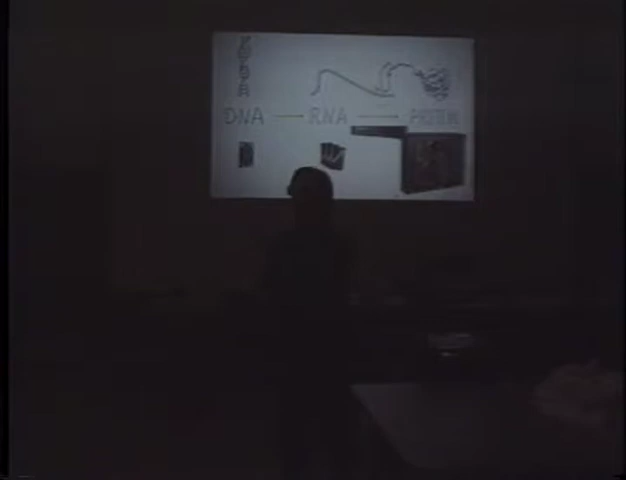 DNA → RNA → PROTEIN